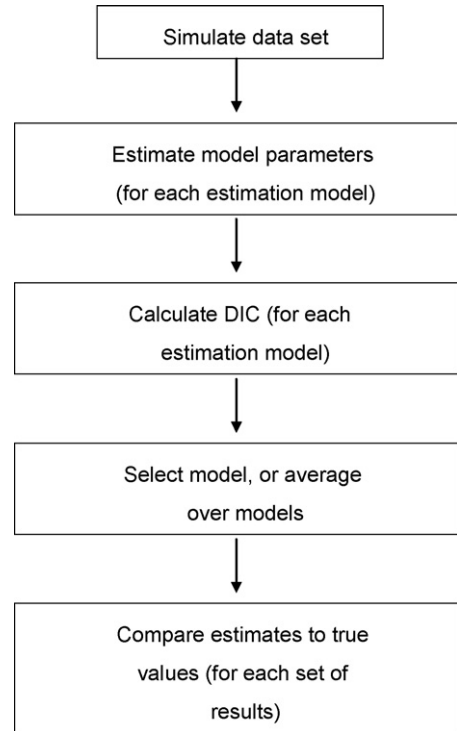 Simulate data set
Estimate model parameters
(for each estimation model)
Calculate DIC (for each
estimation model)
Select model, or average
over models
Compare estimates to true
values (for each set of
results)